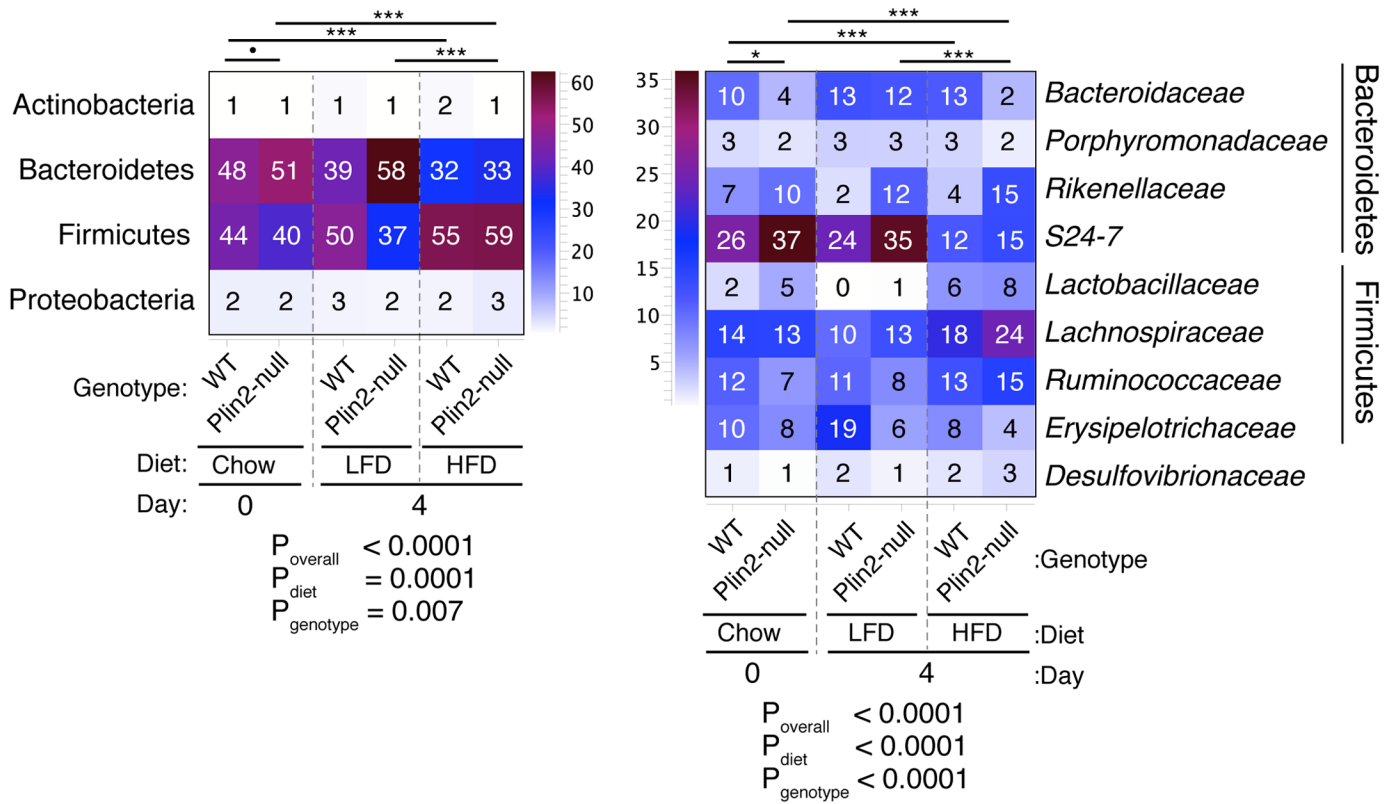 ***
***
•
***
Actinobacteria 1 1 1 1 2 1
Bacteroidetes 48 51 39 58 32 33
Firmicutes 44 40 50 37 55 59
Proteobacteria 2 2 3 2 2 3
60
50
40
30
20
10
Genotype: WT Plin2-null WT Plin2-null WT Plin2-null
Diet: Chow LFD HFD
Day: 0 4
Poverall < 0.0001
Pdiet = 0.0001
Pgenotype = 0.007
***
***
*
***
35
30
25
20
15
10
5
10 4 13 12 13 2 Bacteroidaceae
3 2 3 3 3 2 Porphyromonadaceae
7 10 2 12 4 15 Rikenellaceae
26 37 24 35 12 15 S24-7
2 5 0 1 6 8 Lactobacillaceae
14 13 10 13 18 24 Lachnospiraceae
12 7 11 8 13 15 Ruminococcaceae
10 8 19 6 8 4 Erysipelotrichaceae
1 1 2 1 2 3 Desulfovibrionaceae
Bacteroidetes
Firmicutes
WT Plin2-null WT Plin2-null WT Plin2-null :Genotype
Chow LFD HFD :Diet
0 4 :Day
Poverall < 0.0001
Pdiet < 0.0001
Pgenotype < 0.0001